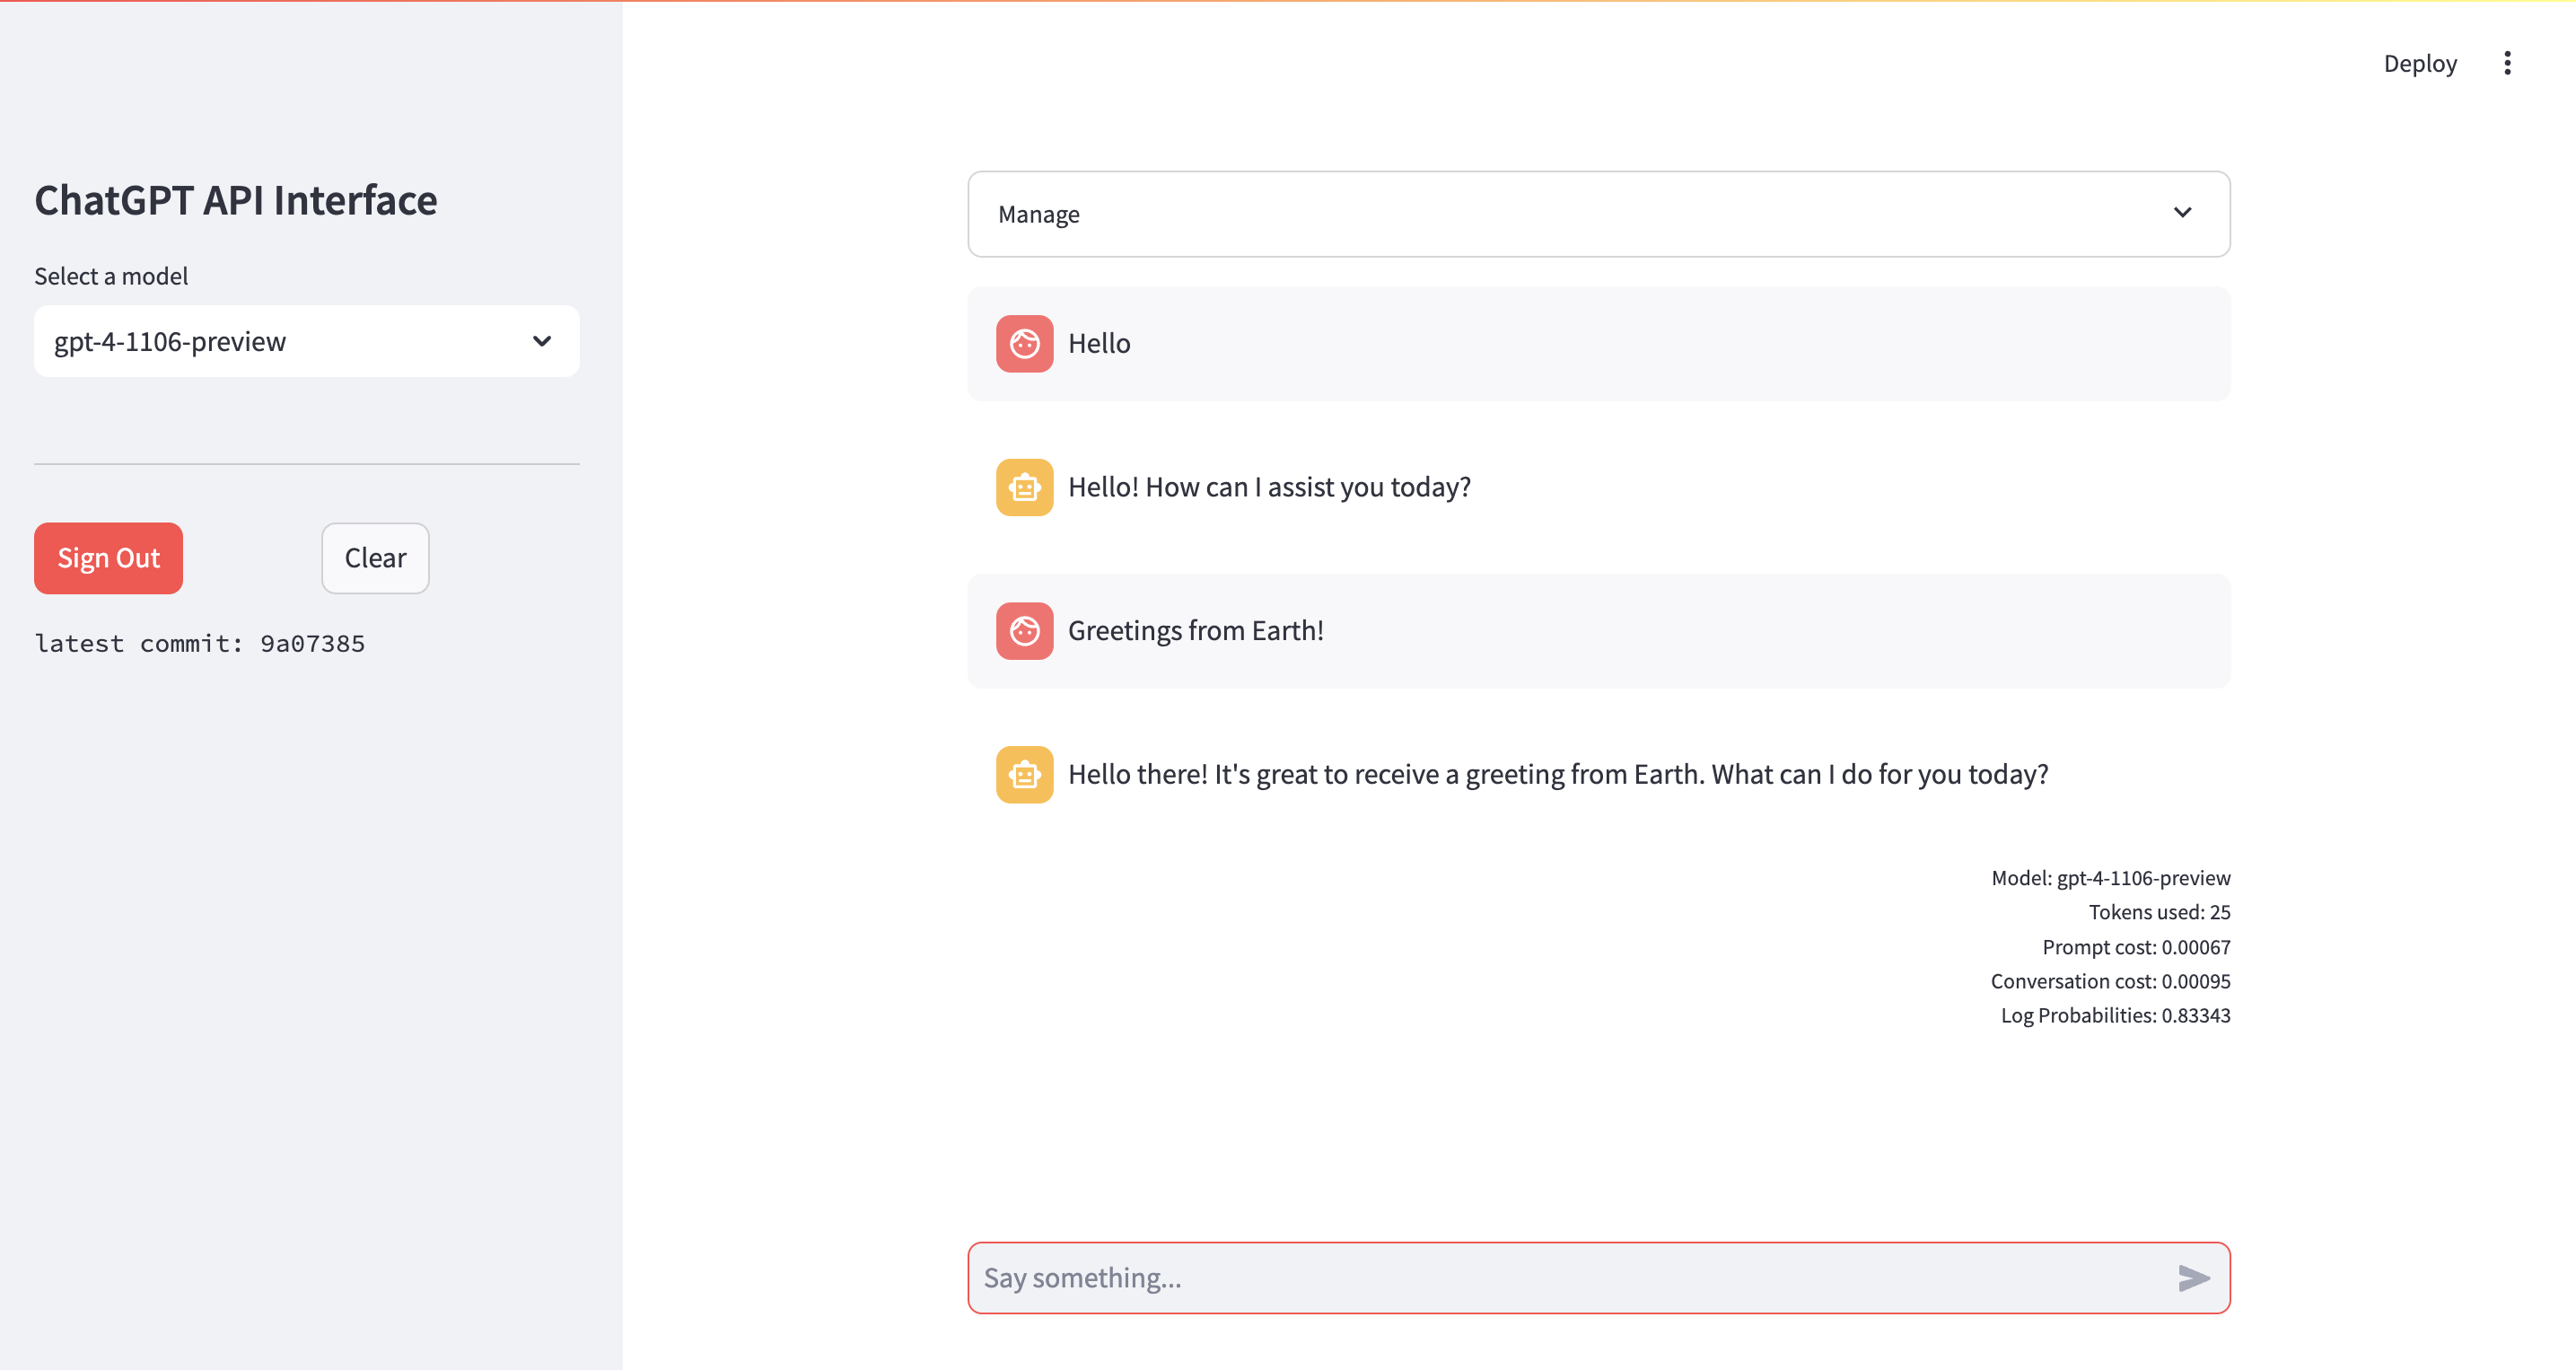 Deploy
ChatGPT API Interface
Select a model
gpt-4-1106-preview
Sign Out
Clear
latest commit: 9a07385
Manage
Hello
Hello! How can I assist you today?
Greetings from Earth!
Hello there! It's great to receive a greeting from Earth. What can I do for you today?
Model: gpt-4-1106-preview
Tokens used: 25
Prompt cost: 0.00067
Conversation cost: 0.00095
Log Probabilities: 0.83343
Say something...